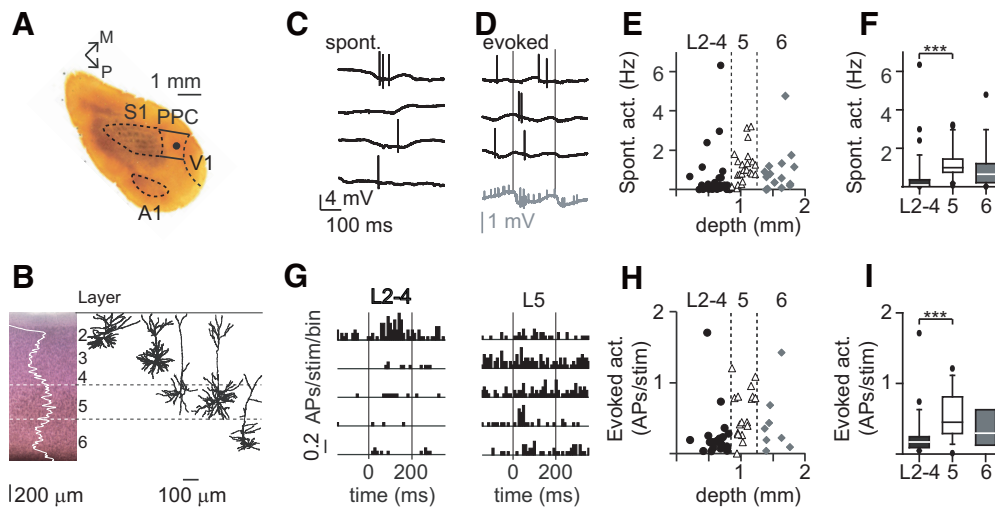 A
M
P
1 mm
S1 PPC
V1
A1
B
Layer
2
3
4
5
6
200 µm
100 µm
C
spont.
4 mV
100 ms
D
evoked
1 mV
E
L2-4 5 6
Spont. act. (Hz)
6
4
2
0 1 2
depth (mm)
F
***
Spont. act. (Hz)
6
4
2
0
L2-4 5 6
G
L2-4 L5
APs/stim/bin
0.2
0 200 0 200
time (ms) time (ms)
H
L2-4 5 6
Evoked act.
(APs/stim)
2
1
0
0 1 2
depth (mm)
I
***
Evoked act.
(APs/stim)
2
1
0
L2-4 5 6